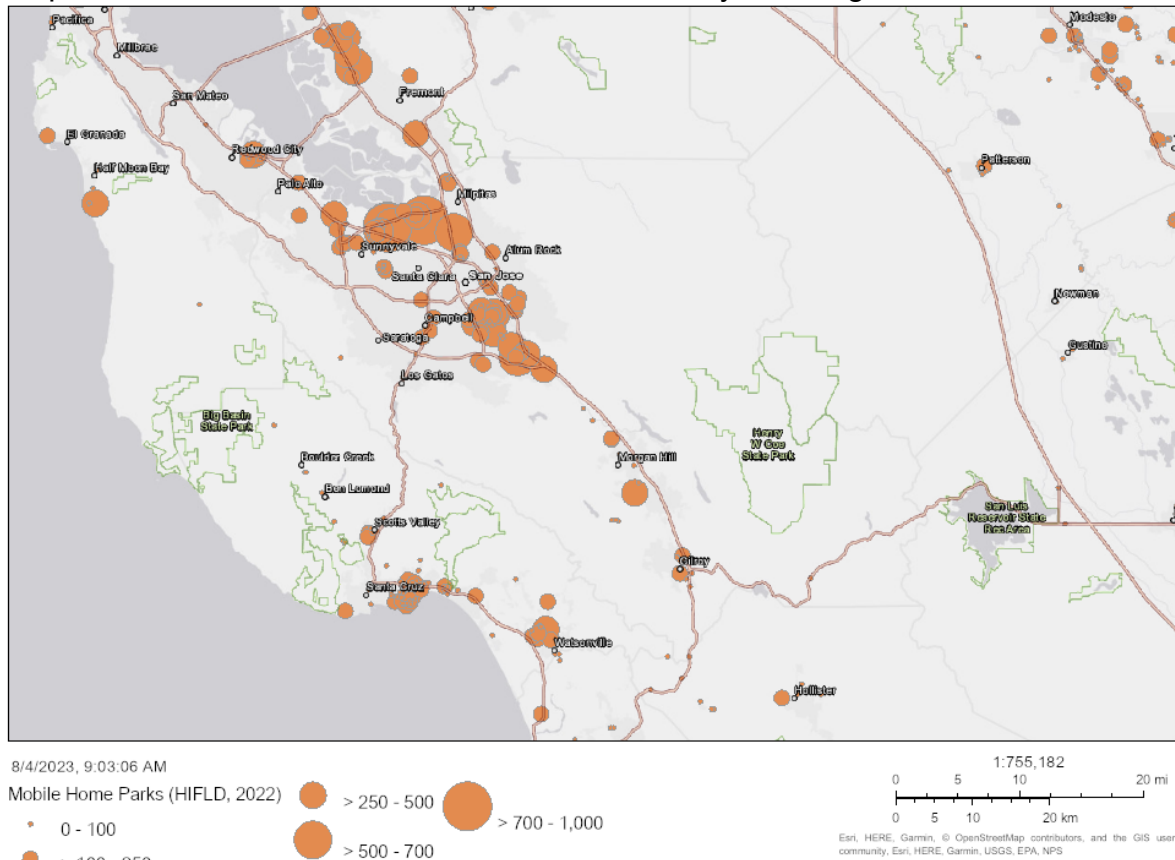 Pacifica
Modesto
Millbrae
San Mateo
Fremont
El Granada
Redwood City
Patterson
Half Moon Bay
Palo Alto
Milpitas
Sunnyvale
Alum Rock
Santa Clara
San Jose
Newman
Campbell
Saratoga
Gustine
Los Gatos
Big Basin
State Park
Henry
W Coe
State Park
Boulder Creek
Morgan Hill
Ben Lomond
San Luis
Reservoir State
Rec Area
Scotts Valley
Gilroy
Santa Cruz
Watsonville
Hollister
8/4/2023, 9:03:06 AM
Mobile Home Parks (HIFLD, 2022)
0 - 100
> 250 - 500
> 500 - 700
> 700 - 1,000
1:755,182
0 5 10 20 mi
0 5 10 20 km
Esri, HERE, Garmin, © OpenStreetMap contributors, and the GIS user
community, Esri, HERE, Garmin, USGS, EPA, NPS